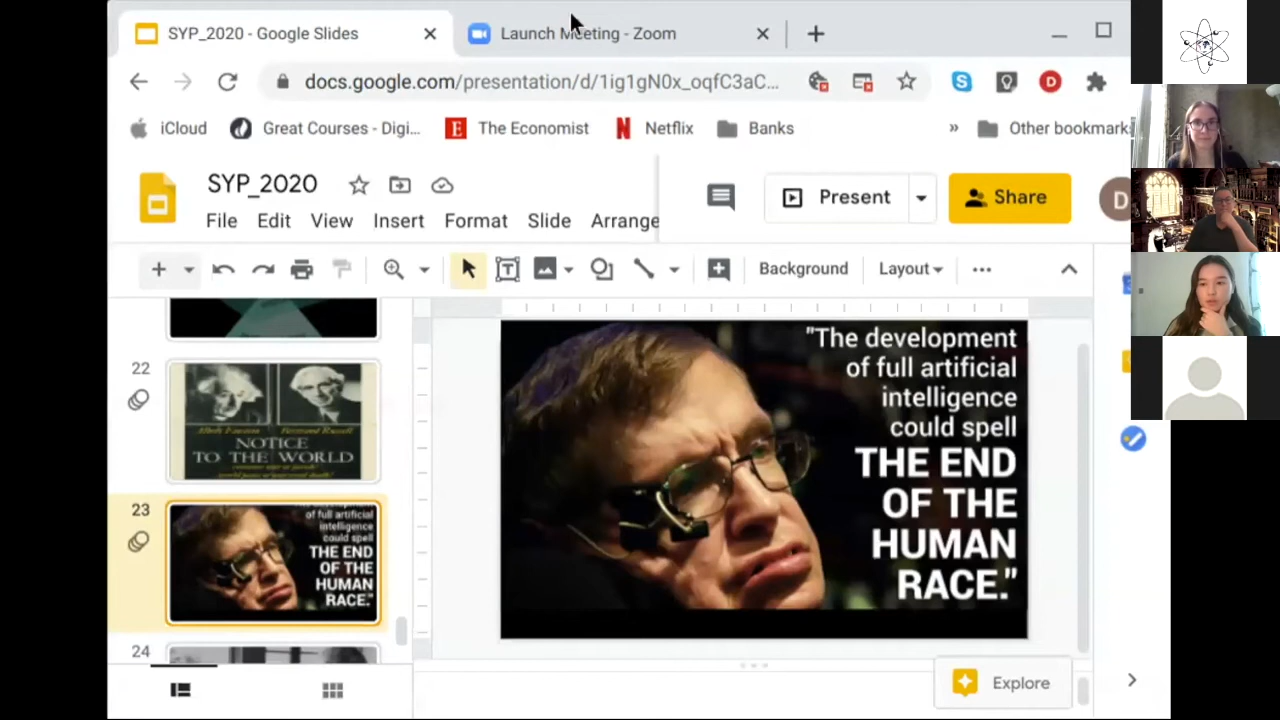 SYP_2020 - Google Slides
Launch Meeting - Zoom
docs.google.com/presentation/d/1ig1gN0x_oqfC3aC...
iCloud
Great Courses - Digi...
The Economist
Netflix
Banks
»
Other bookmarks
SYP_2020
File Edit View Insert Format Slide Arrange
Present
Share
D
Background
Layout
22
NOTICE
TO THE WORLD
23
of full artificial
intelligence
could spell
THE END
OF THE
HUMAN
RACE."
24
"The development
of full artificial
intelligence
could spell
THE END
OF THE
HUMAN
RACE."
Explore